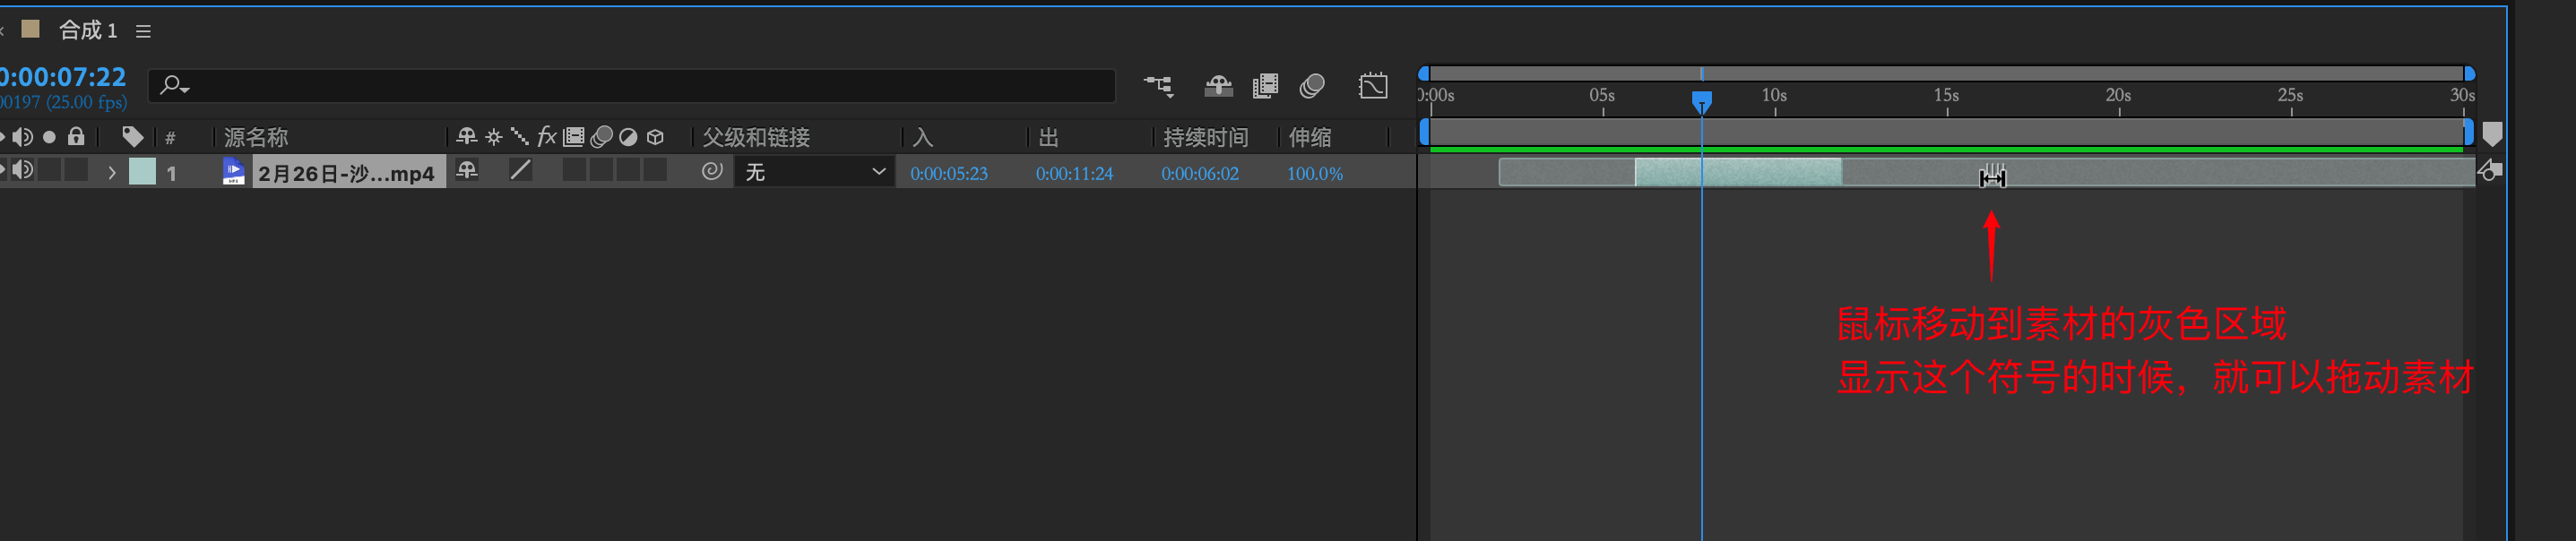 合成 1
0:00:07:22
00197 (25.00 fps)
0:00s 05s 10s 15s 20s 25s 30s
# 源名称 fx 父级和链接 入 出 持续时间 伸缩
1 2月26日-沙...mp4 无 0:00:05:23 0:00:11:24 0:00:06:02 100.0%
鼠标移动到素材的灰色区域
显示这个符号的时候，就可以拖动素材